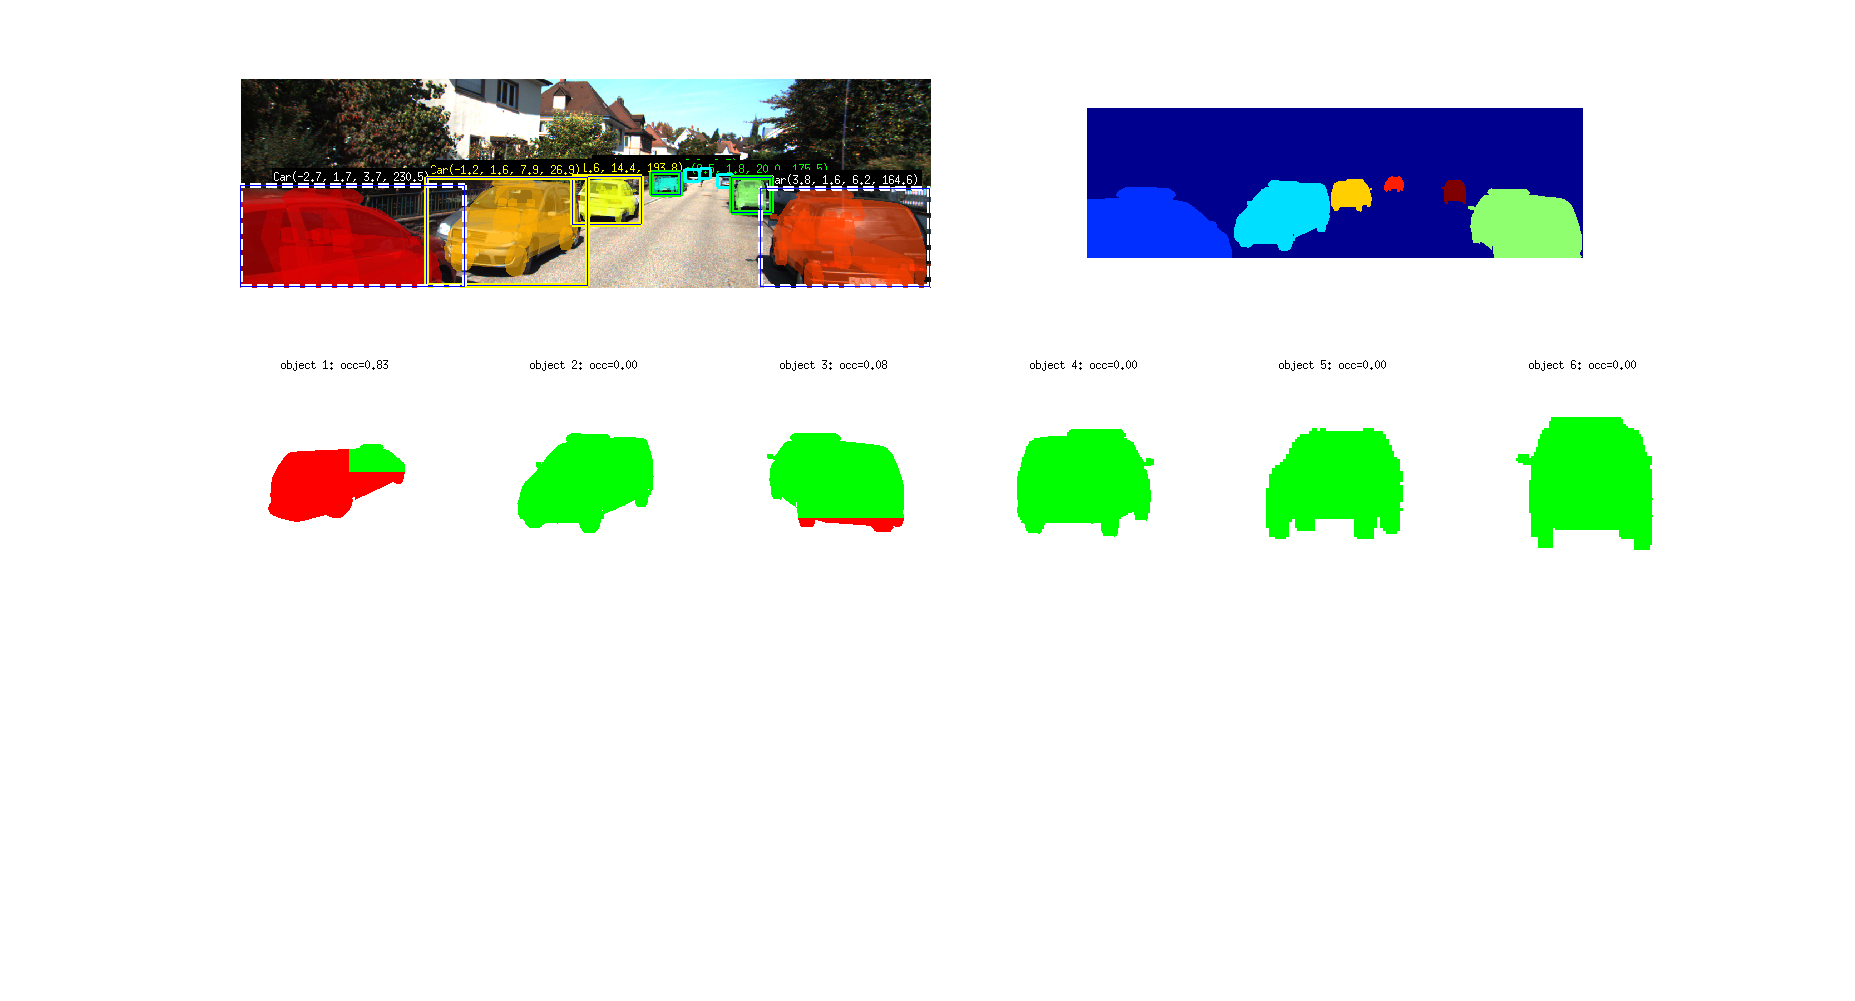 Car(-1.2, 1.6, 7.9, 26.9)
1.6, 14.4, 193.8)
1.8, 20.0, 175.5)
Car(-2.7, 1.7, 3.7, 230.5)
ar(3.8, 1.6, 6.2, 164.6)
object 1: occ=0.83
object 2: occ=0.00
object 3: occ=0.08
object 4: occ=0.00
object 5: occ=0.00
object 6: occ=0.00